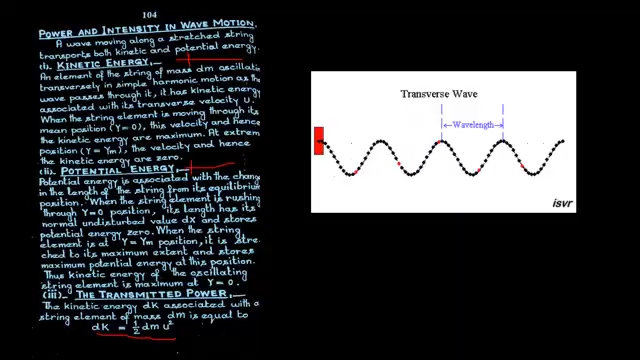 104
POWER AND INTENSITY IN WAVE MOTION.
A wave moving along a stretched string
transports both kinetic and potential energy.
(i). KINETIC ENERGY,—
An element of the string of mass dm oscillates
transversely in simple harmonic motion as the
wave passes through it, it has kinetic energy
associated with its transverse velocity U.
When the string element is moving through its
mean position (Y=0), this velocity and hence
the kinetic energy are maximum. At extreme
position (Y=Ym), the velocity and hence
the kinetic energy are zero.
(ii). POTENTIAL ENERGY,—
Potential energy is associated with the change
in the length of the string from its equilibrium
position. When the string element is rushing
through Y=0 position, its length has its
normal undisturbed value dx and stores
potential energy zero. When the string
element is at Y=Ym position, it is stret
ched to its maximum extent and stores
maximum potential energy at this position.
Thus kinetic energy of the oscillating
string element is maximum at Y=0.
(iii)- THE TRANSMITTED POWER,—
The kinetic energy dK associated with a
string element of mass dm is equal to
dK = 1/2 dm u²
Transverse Wave
Wavelength
isvr